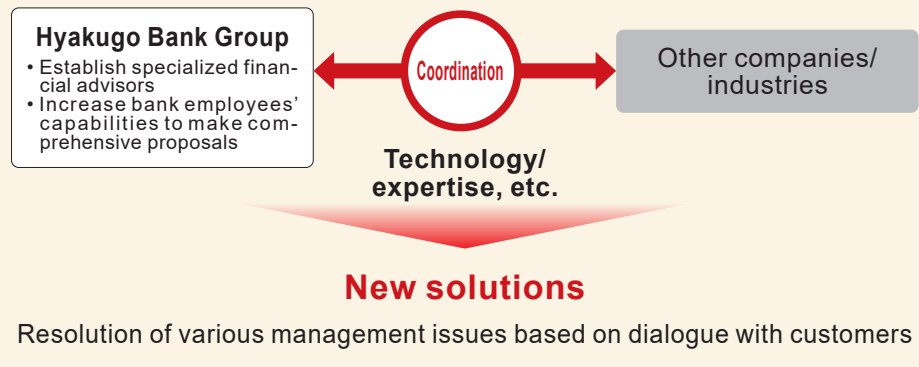 Hyakugo Bank Group
• Establish specialized finan-
cial advisors
• Increase bank employees'
capabilities to make com-
prehensive proposals
Coordination
Other companies/
industries
Technology/
expertise, etc.
New solutions
Resolution of various management issues based on dialogue with customers